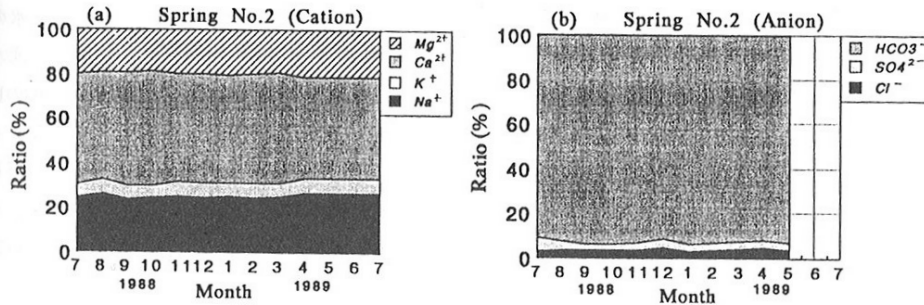 (a) Spring No.2 (Cation)
100
80
60
40
20
0
Ratio (%)
7 8 9 10 11 12 1 2 3 4 5 6 7
1988 Month 1989
Mg2+
Ca2+
K+
Na+
(b) Spring No.2 (Anion)
100
80
60
40
20
0
Ratio (%)
7 8 9 10 11 12 1 2 3 4 5 6 7
1988 Month 1989
HCO3-
SO42-
Cl-